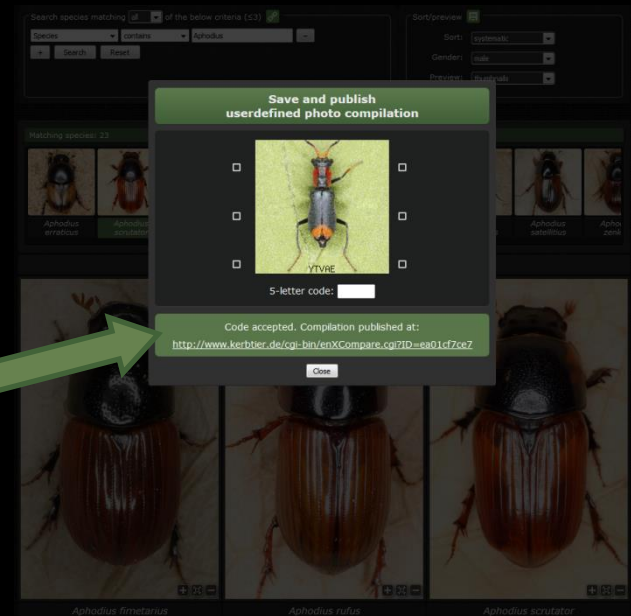 Search species matching all of the below criteria (≤3)
Species contains Aphodius -
+ Search Reset
Sort/preview
Sort: systematic
Gender: male
Preview: thumbnails
Save and publish
userdefined photo compilation
Matching species: 23
YTVAE
5-letter code:
Aphodius
erraticus
Aphodius
scrutator
Aphodius
satellitius
Code accepted. Compilation published at:
http://www.kerbtier.de/cgi-bin/enXCompare.cgi?ID=ea01cf7ce7
Close
Aphodius fimetarius
Aphodius rufus
Aphodius scrutator